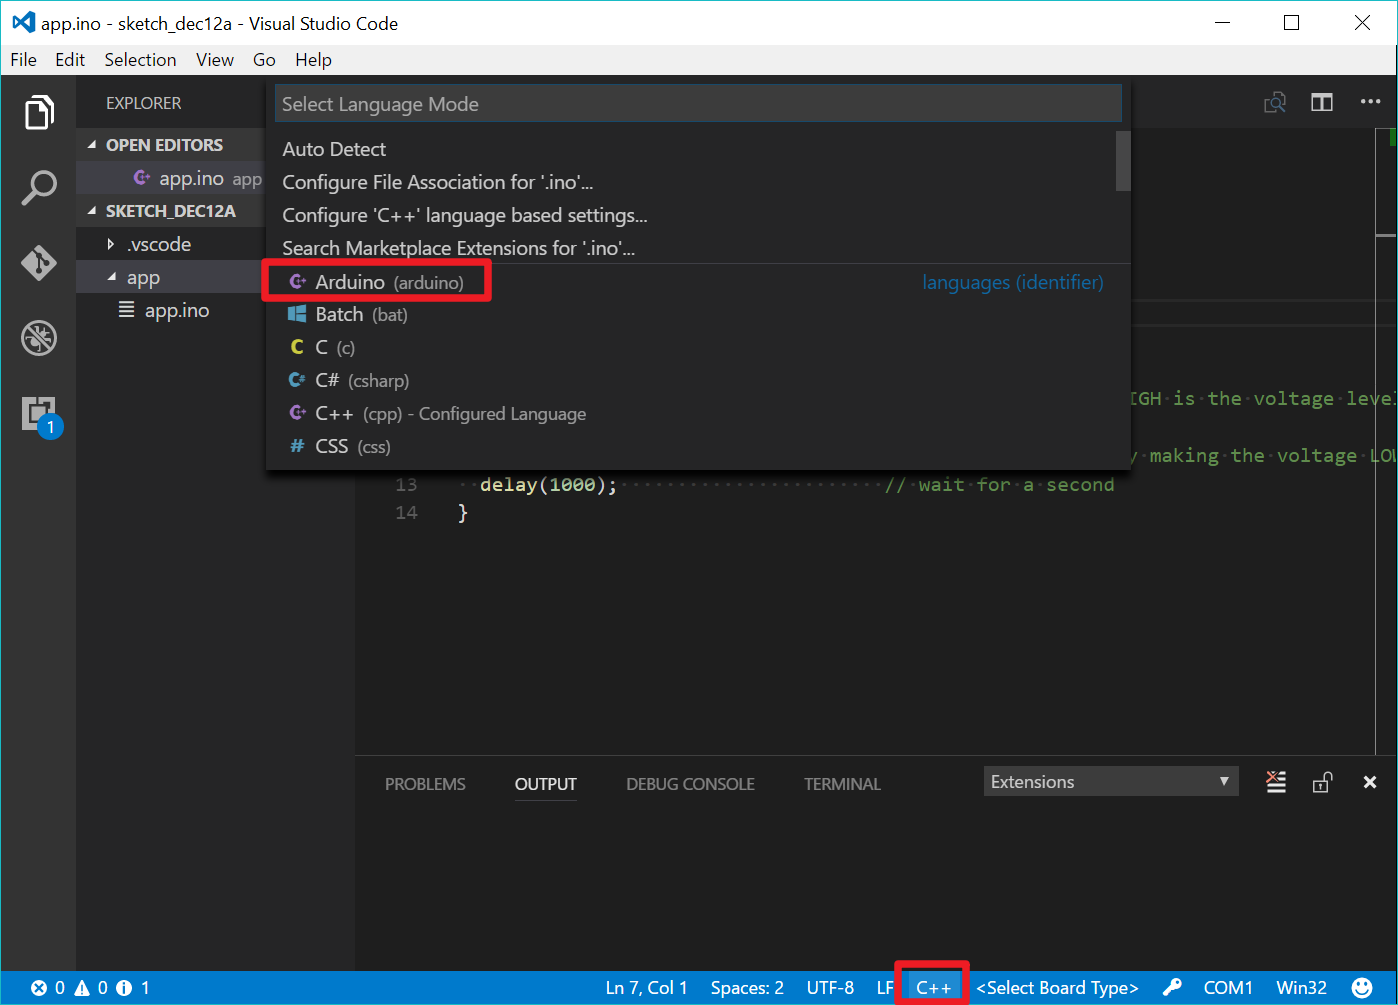 app.ino - sketch_dec12a - Visual Studio Code
File Edit Selection View Go Help
EXPLORER
OPEN EDITORS
app.ino app
SKETCH_DEC12A
.vscode
app
app.ino
1
Select Language Mode
Auto Detect
Configure File Association for '.ino'...
Configure 'C++' language based settings...
Search Marketplace Extensions for '.ino'...
Arduino (arduino) languages (identifier)
Batch (bat)
C (c)
C# (csharp)
C++ (cpp) - Configured Language
CSS (css)
IGH is the voltage level
making the voltage LOW
13 delay(1000); // wait for a second
14 }
PROBLEMS OUTPUT DEBUG CONSOLE TERMINAL Extensions
0 0 1 Ln 7, Col 1 Spaces: 2 UTF-8 LF C++ <Select Board Type> COM1 Win32